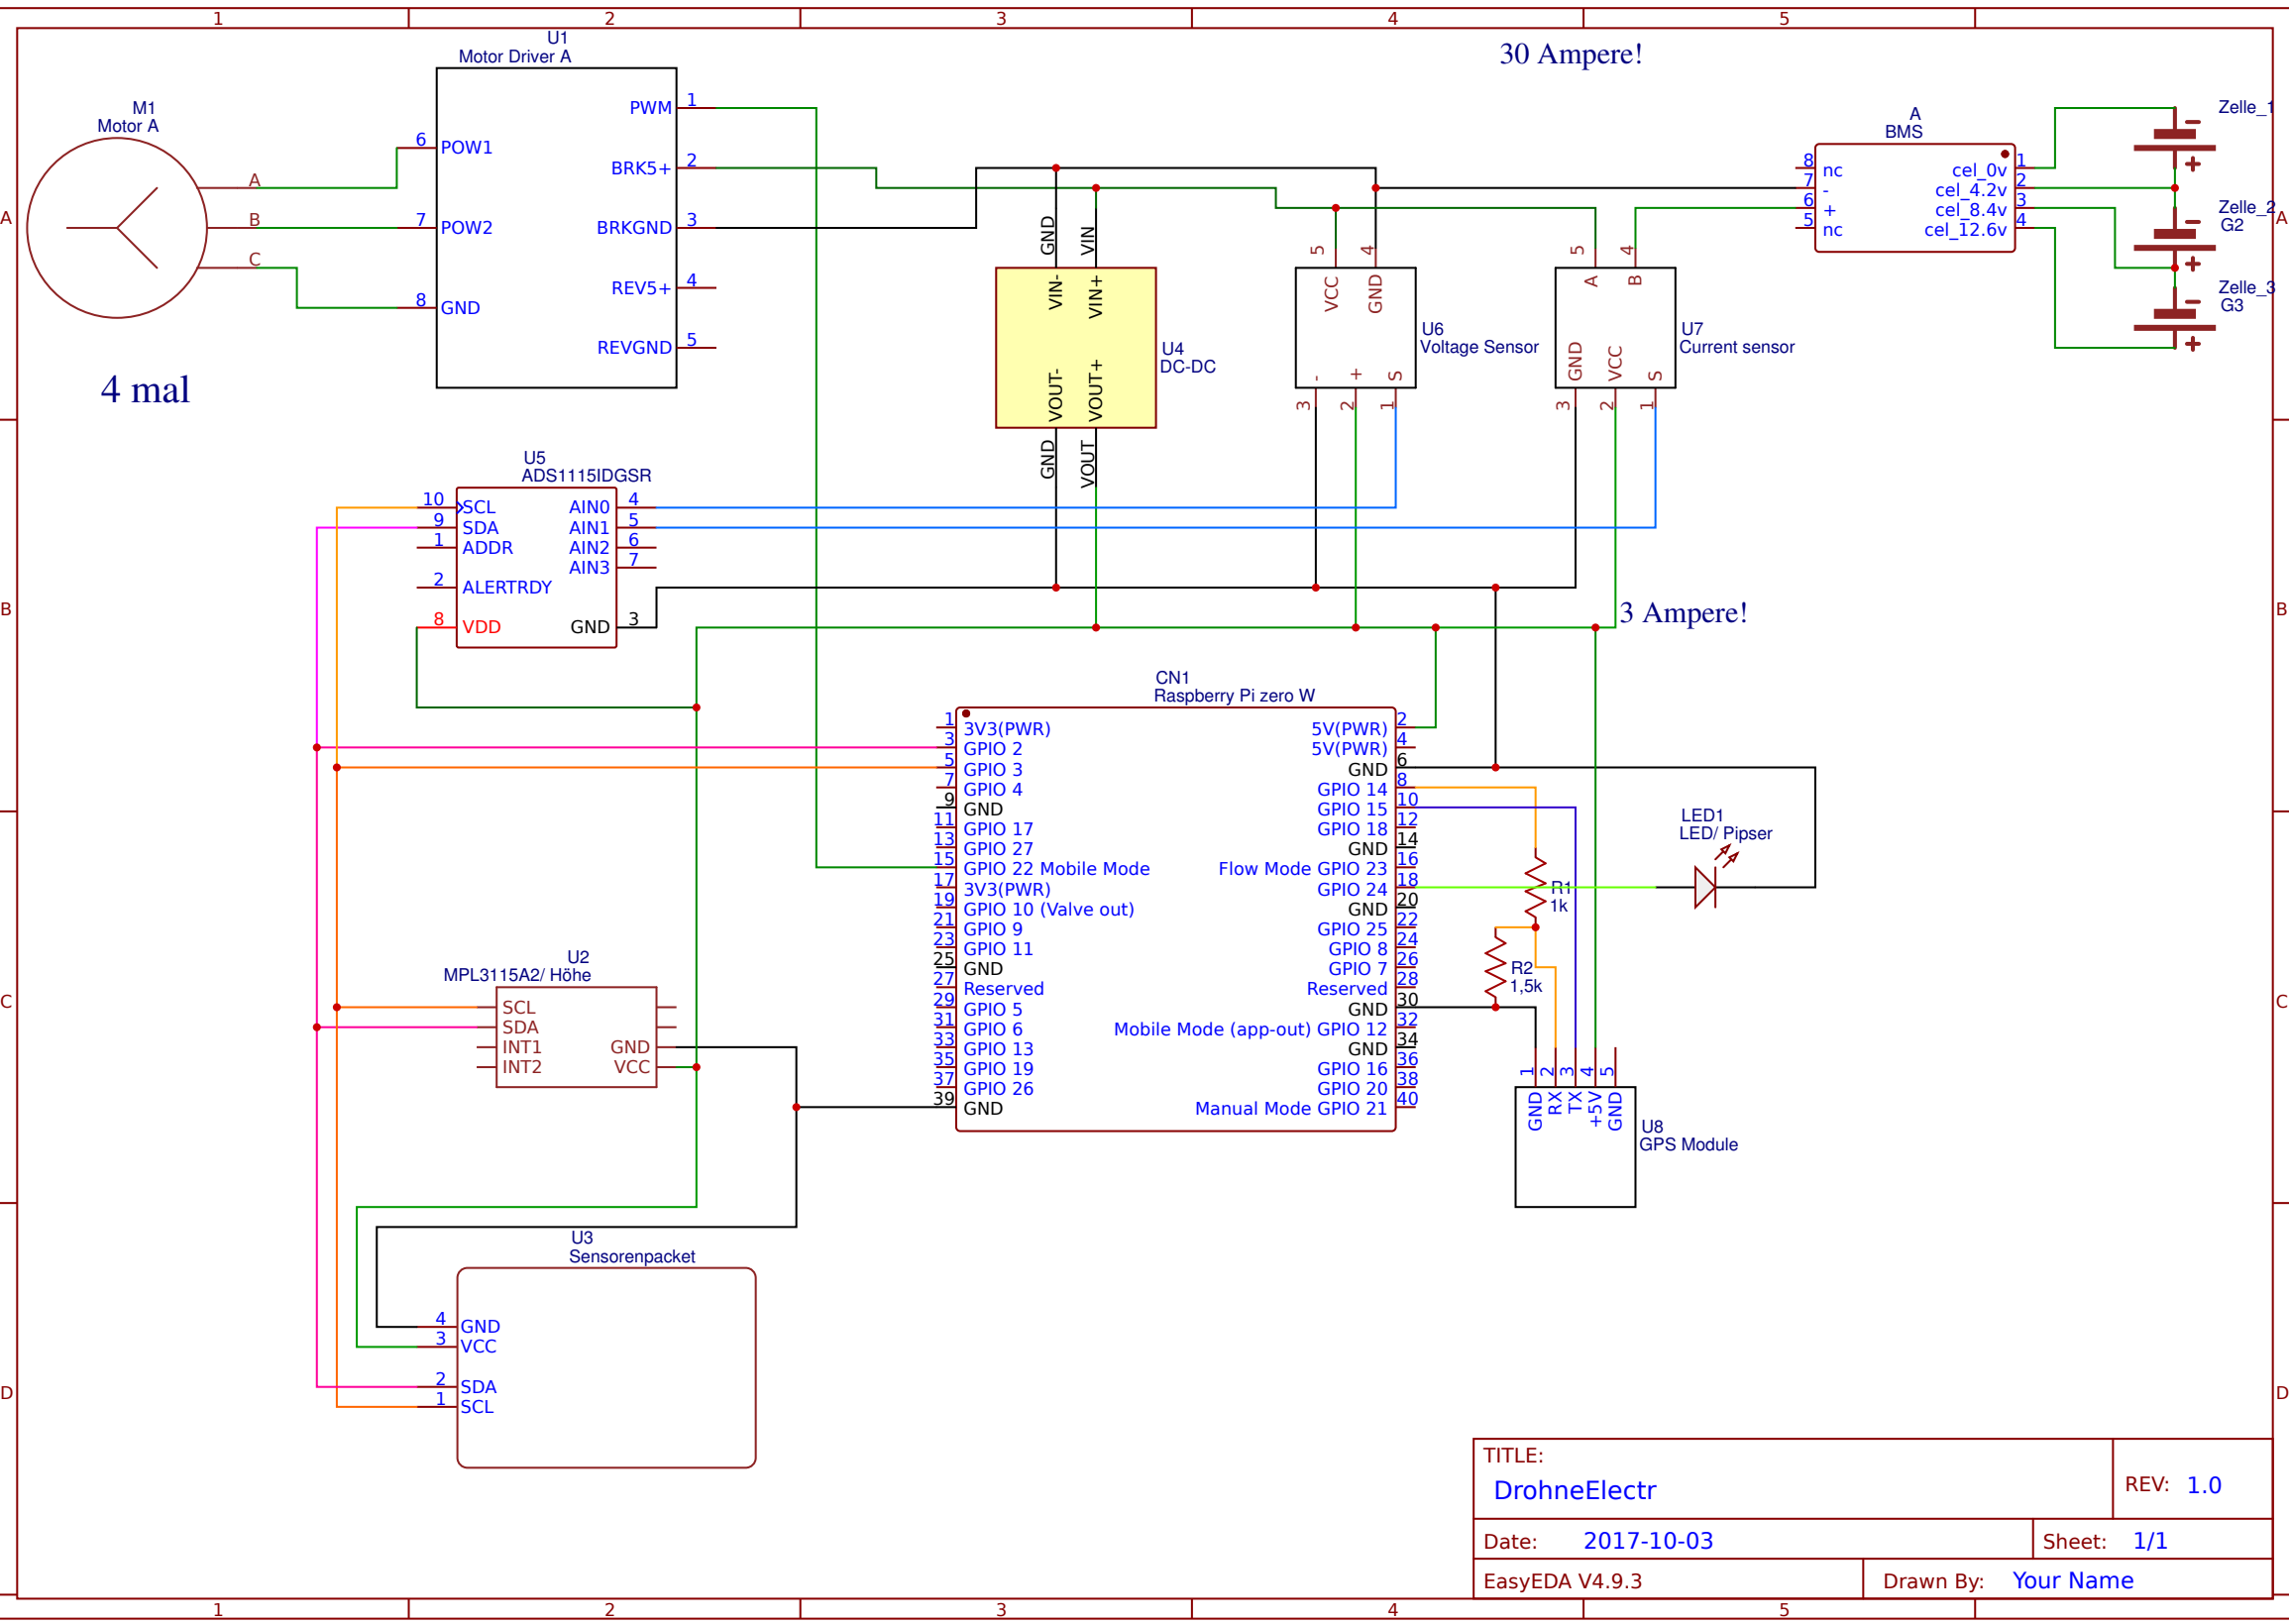 1 2 3 4 5
A
B
C
D
A
B
C
D
1 2 3 4 5
30 Ampere!
U1
Motor Driver A
PWM 1
BRK5+ 2
BRKGND 3
REV5+ 4
REVGND 5
6 POW1
7 POW2
8 GND
M1
Motor A
A
B
C
4 mal
A
BMS
8 nc
7 -
6 +
5 nc
cel_0v 1
cel_4.2v 2
cel_8.4v 3
cel_12.6v 4
Zelle_1
Zelle_2
G2
Zelle_3
G3
- +
- +
- +
GND VIN
VIN- VIN+
VOUT- VOUT+
GND VOUT
U4
DC-DC
5 4
VCC GND
- + S
3 2 1
U6
Voltage Sensor
5 4
A B
GND VCC S
3 2 1
U7
Current sensor
U5
ADS1115IDGSR
10 SCL
9 SDA
1 ADDR
2 ALERTRDY
8 VDD
AIN0 4
AIN1 5
AIN2 6
AIN3 7
GND 3
3 Ampere!
CN1
Raspberry Pi zero W
1 3V3(PWR) 5V(PWR) 2
3 GPIO 2 5V(PWR) 4
5 GPIO 3 GND 6
7 GPIO 4 GPIO 14 8
9 GND GPIO 15 10
11 GPIO 17 GPIO 18 12
13 GPIO 27 GND 14
15 GPIO 22 Mobile Mode Flow Mode GPIO 23 16
17 3V3(PWR) GPIO 24 18
19 GPIO 10 (Valve out) GND 20
21 GPIO 9 GPIO 25 22
23 GPIO 11 GPIO 8 24
25 GND GPIO 7 26
27 Reserved Reserved 28
29 GPIO 5 GND 30
31 GPIO 6 Mobile Mode (app-out) GPIO 12 32
33 GPIO 13 GND 34
35 GPIO 19 GPIO 16 36
37 GPIO 26 GPIO 20 38
39 GND Manual Mode GPIO 21 40
LED1
LED/ Pipser
R1
1k
R2
1,5k
1 2 3 4 5
GND RX TX +5V GND
U8
GPS Module
U2
MPL3115A2/ Höhe
SCL
SDA
INT1
INT2
GND
VCC
U3
Sensorenpacket
4 GND
3 VCC
2 SDA
1 SCL
TITLE:
DrohneElectr
REV: 1.0
Date: 2017-10-03
Sheet: 1/1
EasyEDA V4.9.3
Drawn By: Your Name